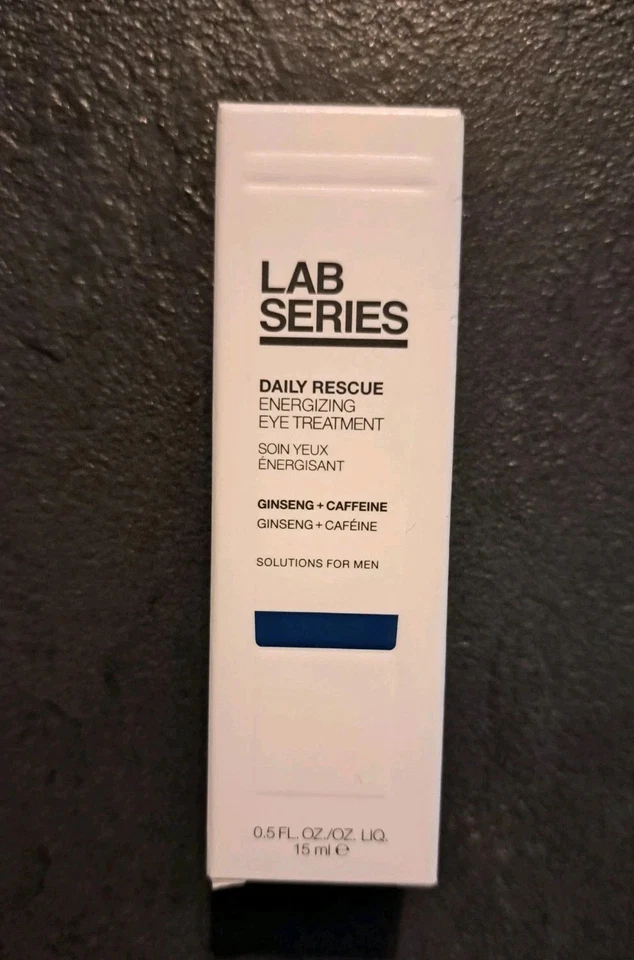 LAB
SERIES
DAILY RESCUE
ENERGIZING
EYE TREATMENT
SOIN YEUX
ÉNERGISANT
GINSENG + CAFFEINE
GINSENG + CAFÉINE
SOLUTIONS FOR MEN
0.5 FL. OZ./OZ. LIQ.
15 ml ℮